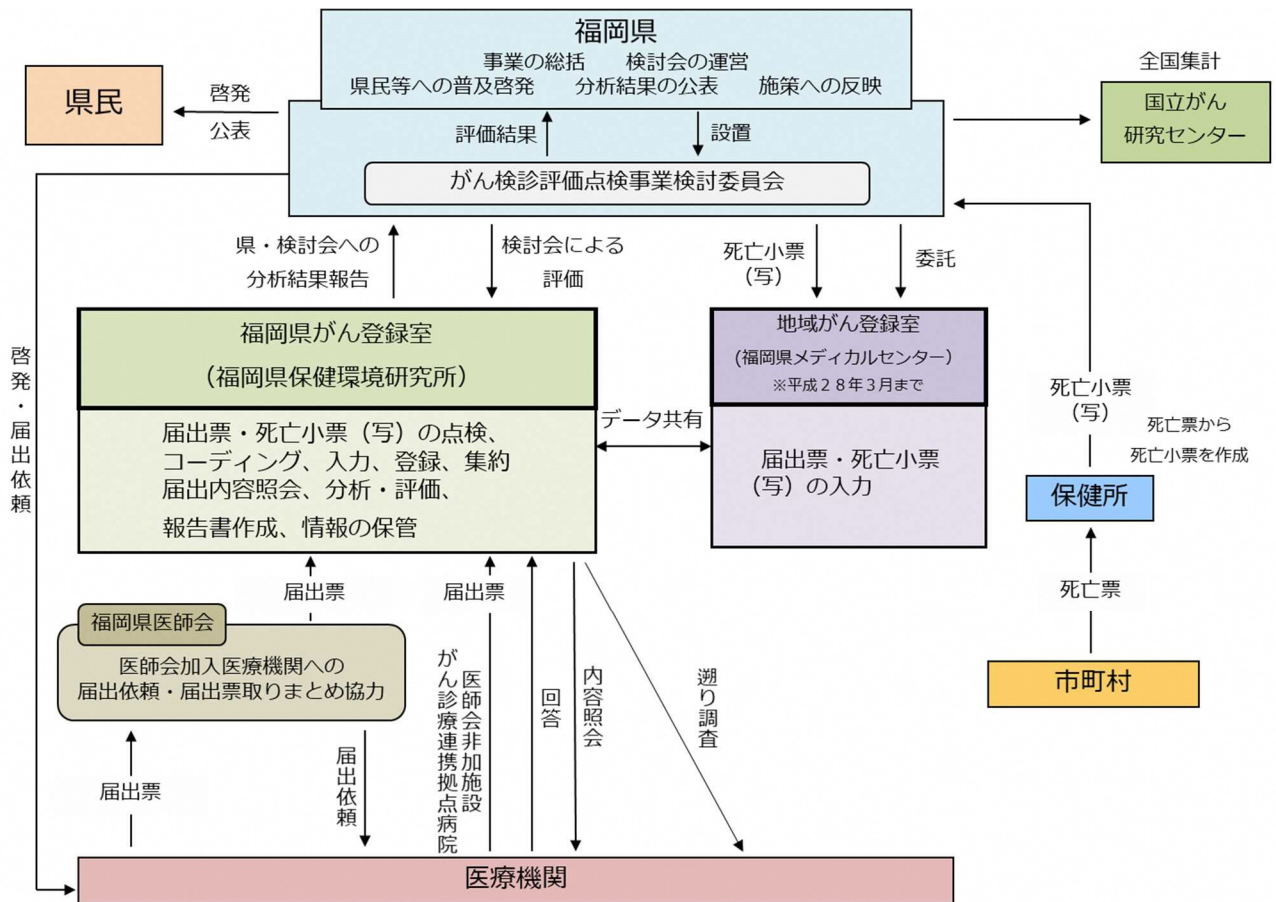 福岡県
事業の総括　検討会の運営
県民等への普及啓発　分析結果の公表　施策への反映
県民
啓発
公表
全国集計
国立がん
研究センター
評価結果
設置
がん検診評価点検事業検討委員会
県・検討会への
分析結果報告
検討会による
評価
死亡小票
（写）
委託
啓発・届出依頼
福岡県がん登録室
（福岡県保健環境研究所）
地域がん登録室
（福岡県メディカルセンター）
※平成２８年３月まで
データ共有
届出票・死亡小票（写）の点検、
コーディング、入力、登録、集約
届出内容照会、分析・評価、
報告書作成、情報の保管
届出票・死亡小票
（写）の入力
死亡小票
（写）
死亡票から
死亡小票を作成
保健所
死亡票
市町村
届出票
届出票
福岡県医師会
医師会加入医療機関への
届出依頼・届出票取りまとめ協力
医師会非加施設
がん診療連携拠点病院
回答
内容照会
遡り調査
届出票
届出依頼
医療機関